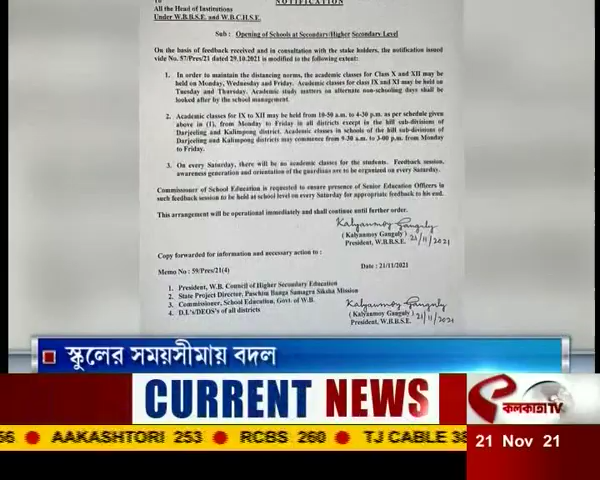 NOTIFICATION
To
All the Head of Institutions
Under W.B.B.S.E. and W.B.C.H.S.E.
Sub : Opening of Schools at Secondary/Higher Secondary Level
On the basis of feedback received and in consultation with the stake holders, the notification issued
vide No. 57/Pres/21 dated 29.10.2021 is modified to the following extent:
1. In order to maintain the distancing norms, the academic classes for Class X and XII may be
held on Monday, Wednesday and Friday. Academic classes for class IX and XI may be held on
Tuesday and Thursday. Academic study matters on alternate non-schooling days shall be
looked after by the school management.
2. Academic classes for IX to XII may be held from 10-50 a.m. to 4-30 p.m. as per schedule given
above in (1), from Monday to Friday in all districts except in the hill sub-divisions of
Darjeeling and Kalimpong district. Academic classes in schools of the hill sub-divisions of
Darjeeling and Kalimpong districts may commence from 9-30 a.m. to 3-00 p.m. from Monday
to Friday.
3. On every Saturday, there will be no academic classes for the students. Feedback session,
awareness generation and orientation of the guardians are to be organized on every Saturday.
Commissioner of School Education is requested to ensure presence of Senior Education Officers in
such feedback session to be held at school level on every Saturday for appropriate feedback to his end.
This arrangement will be operational immediately and shall continue until further order.
Kalyanmoy Ganguly
(Kalyanmoy Ganguly) 21/11/2021
President, W.B.B.S.E.
Copy forwarded for information and necessary action to :
Memo No : 59/Pres/21(4) Date : 21/11/2021
1. President, W.B. Council of Higher Secondary Education
2. State Project Director, Paschim Banga Samagra Siksha Mission
3. Commissioner, School Education, Govt. of W.B.
4. D.I.'s/DEOS's of all districts
Kalyanmoy Ganguly
(Kalyanmoy Ganguly) 21/11/2021
President, W.B.B.S.E.
স্কুলের সময়সীমায় বদল
CURRENT NEWS
কলকাতা TV
56 AAKASHTORI 253 RCBS 260 TJ CABLE 38
21 Nov 21